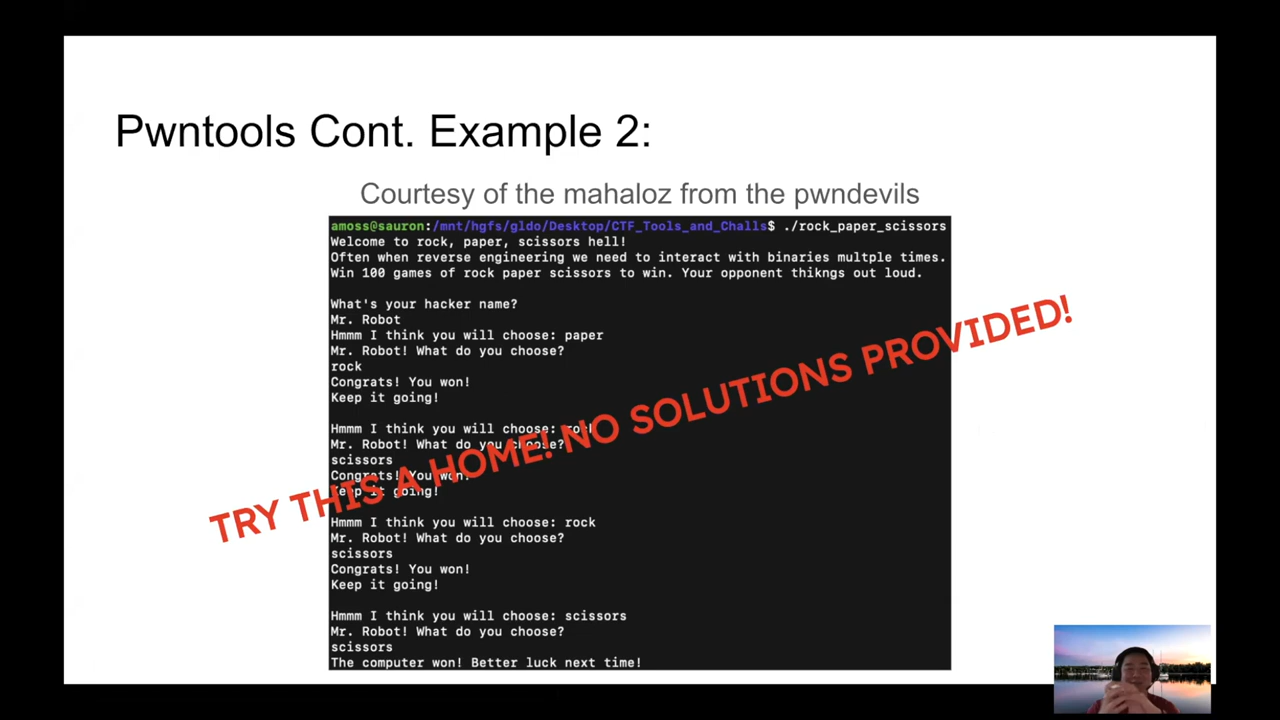 Pwntools Cont. Example 2:
Courtesy of the mahaloz from the pwndevils
amoss@sauron:/mnt/hgfs/gldo/Desktop/CTF_Tools_and_Challs$ ./rock_paper_scissors
Welcome to rock, paper, scissors hell!
Often when reverse engineering we need to interact with binaries multple times.
Win 100 games of rock paper scissors to win. Your opponent thikngs out loud.
What's your hacker name?
Mr. Robot
Hmmm I think you will choose: paper
Mr. Robot! What do you choose?
rock
Congrats! You won!
Keep it going!
Hmmm I think you will choose: rock
Mr. Robot! What do you choose?
scissors
Congrats! You won!
Keep it going!
Hmmm I think you will choose: rock
Mr. Robot! What do you choose?
scissors
Congrats! You won!
Keep it going!
Hmmm I think you will choose: scissors
Mr. Robot! What do you choose?
scissors
The computer won! Better luck next time!
TRY THIS A HOME! NO SOLUTIONS PROVIDED!